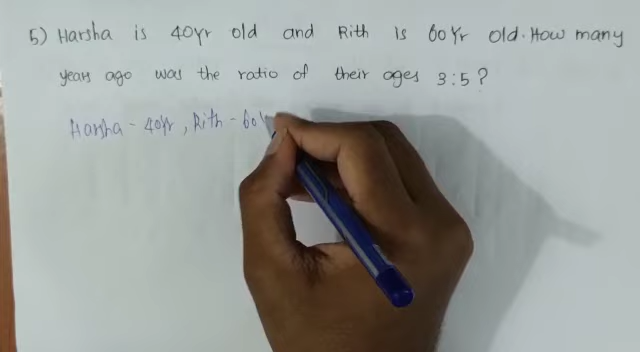 5) Harsha is 40yr old and Rith is 60Yr old. How many
years ago was the ratio of their ages 3:5?
Harsha - 40yr, Rith - 60y